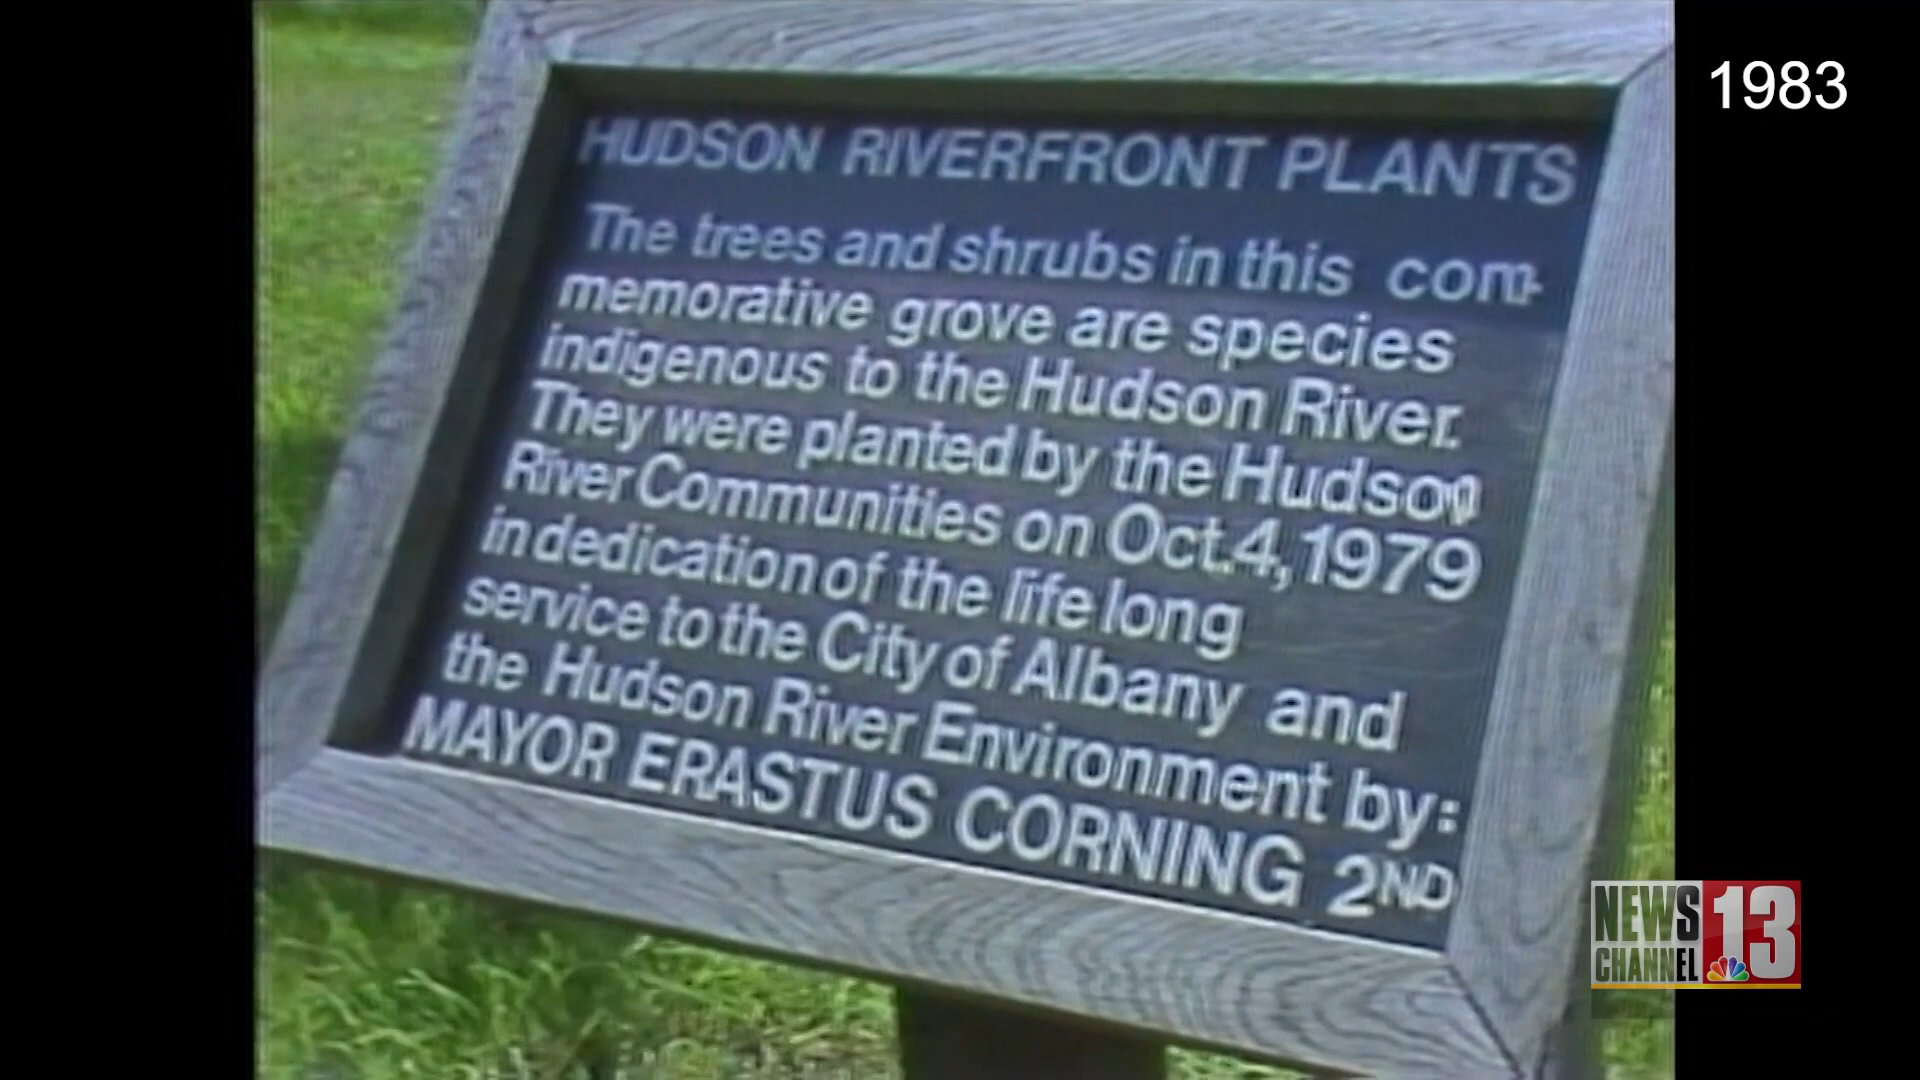 1983
HUDSON RIVERFRONT PLANTS
The trees and shrubs in this com-
memorative grove are species
indigenous to the Hudson River.
They were planted by the Hudson
River Communities on Oct. 4, 1979
in dedication of the life long
service to the City of Albany and
the Hudson River Environment by:
MAYOR ERASTUS CORNING 2ND
NEWS
CHANNEL
13